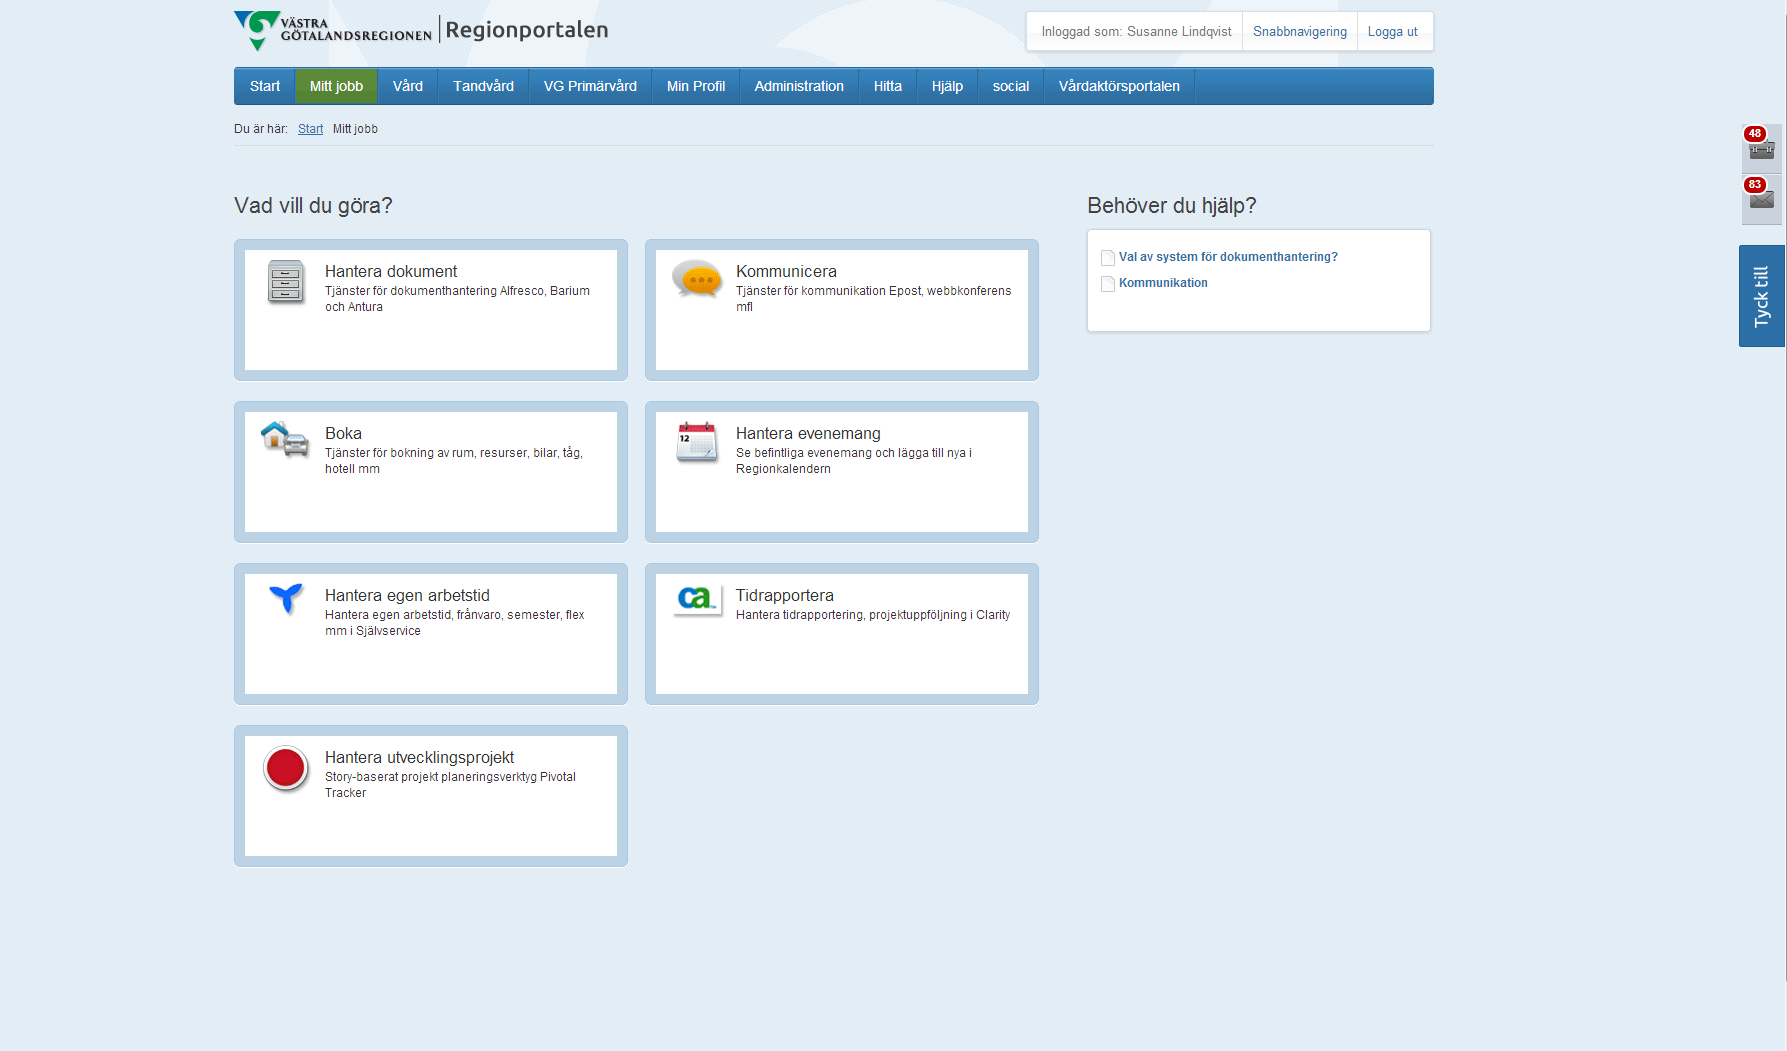 VÄSTRA
GÖTALANDSREGIONEN
Regionportalen
Inloggad som: Susanne Lindqvist
Snabbnavigering
Logga ut
Start Mitt jobb Vård Tandvård VG Primärvård Min Profil Administration Hitta Hjälp social Vårdaktörsportalen
Du är här: Start Mitt jobb
48
83
Tyck till
Vad vill du göra?
Hantera dokument
Tjänster för dokumenthantering Alfresco, Barium
och Antura
Kommunicera
Tjänster för kommunikation Epost, webbkonferens
mfl
Boka
Tjänster för bokning av rum, resurser, bilar, tåg,
hotell mm
12
Hantera evenemang
Se befintliga evenemang och lägga till nya i
Regionkalendern
Hantera egen arbetstid
Hantera egen arbetstid, frånvaro, semester, flex
mm i Självservice
ca
Tidrapportera
Hantera tidrapportering, projektuppföljning i Clarity
Hantera utvecklingsprojekt
Story-baserat projekt planeringsverktyg Pivotal
Tracker
Behöver du hjälp?
Val av system för dokumenthantering?
Kommunikation